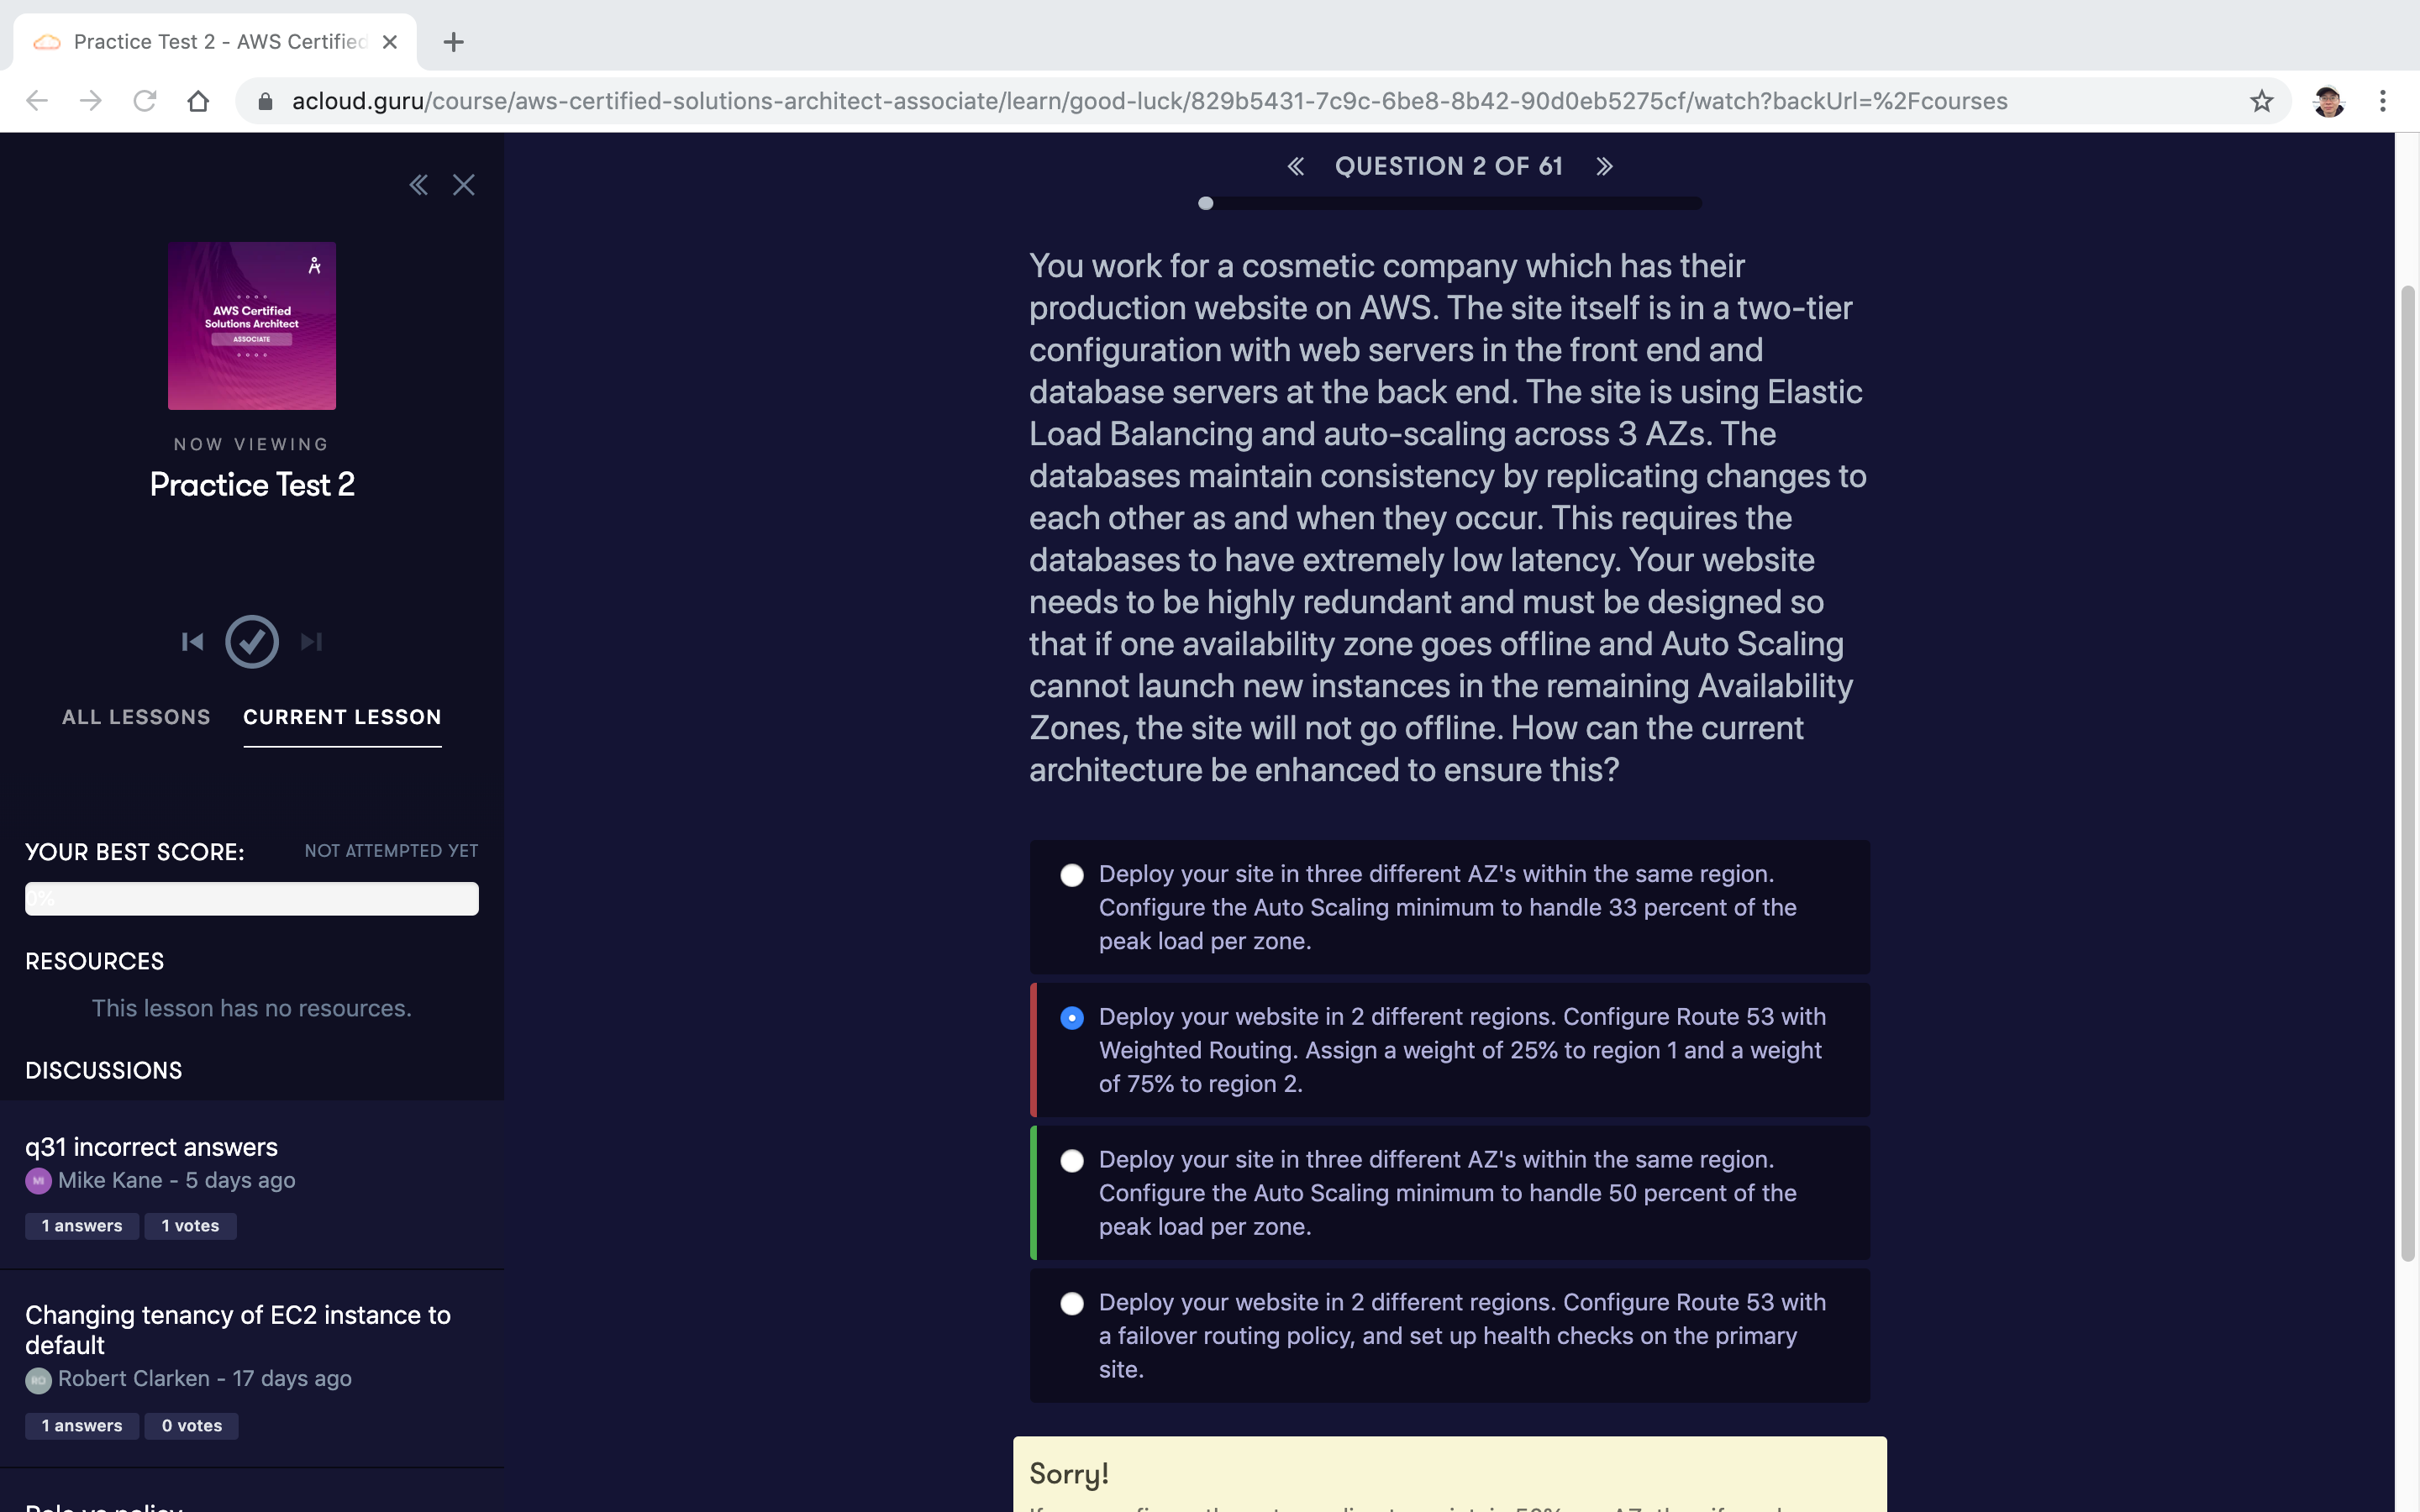 Practice Test 2 - AWS Certified
acloud.guru/course/aws-certified-solutions-architect-associate/learn/good-luck/829b5431-7c9c-6be8-8b42-90d0eb5275cf/watch?backUrl=%2Fcourses
AWS Certified
Solutions Architect
ASSOCIATE
NOW VIEWING
Practice Test 2
ALL LESSONS
CURRENT LESSON
YOUR BEST SCORE:
NOT ATTEMPTED YET
0%
RESOURCES
This lesson has no resources.
DISCUSSIONS
q31 incorrect answers
MI
Mike Kane - 5 days ago
1 answers
1 votes
Changing tenancy of EC2 instance to
default
RO
Robert Clarken - 17 days ago
1 answers
0 votes
QUESTION 2 OF 61
You work for a cosmetic company which has their
production website on AWS. The site itself is in a two-tier
configuration with web servers in the front end and
database servers at the back end. The site is using Elastic
Load Balancing and auto-scaling across 3 AZs. The
databases maintain consistency by replicating changes to
each other as and when they occur. This requires the
databases to have extremely low latency. Your website
needs to be highly redundant and must be designed so
that if one availability zone goes offline and Auto Scaling
cannot launch new instances in the remaining Availability
Zones, the site will not go offline. How can the current
architecture be enhanced to ensure this?
Deploy your site in three different AZ's within the same region.
Configure the Auto Scaling minimum to handle 33 percent of the
peak load per zone.
Deploy your website in 2 different regions. Configure Route 53 with
Weighted Routing. Assign a weight of 25% to region 1 and a weight
of 75% to region 2.
Deploy your site in three different AZ's within the same region.
Configure the Auto Scaling minimum to handle 50 percent of the
peak load per zone.
Deploy your website in 2 different regions. Configure Route 53 with
a failover routing policy, and set up health checks on the primary
site.
Sorry!